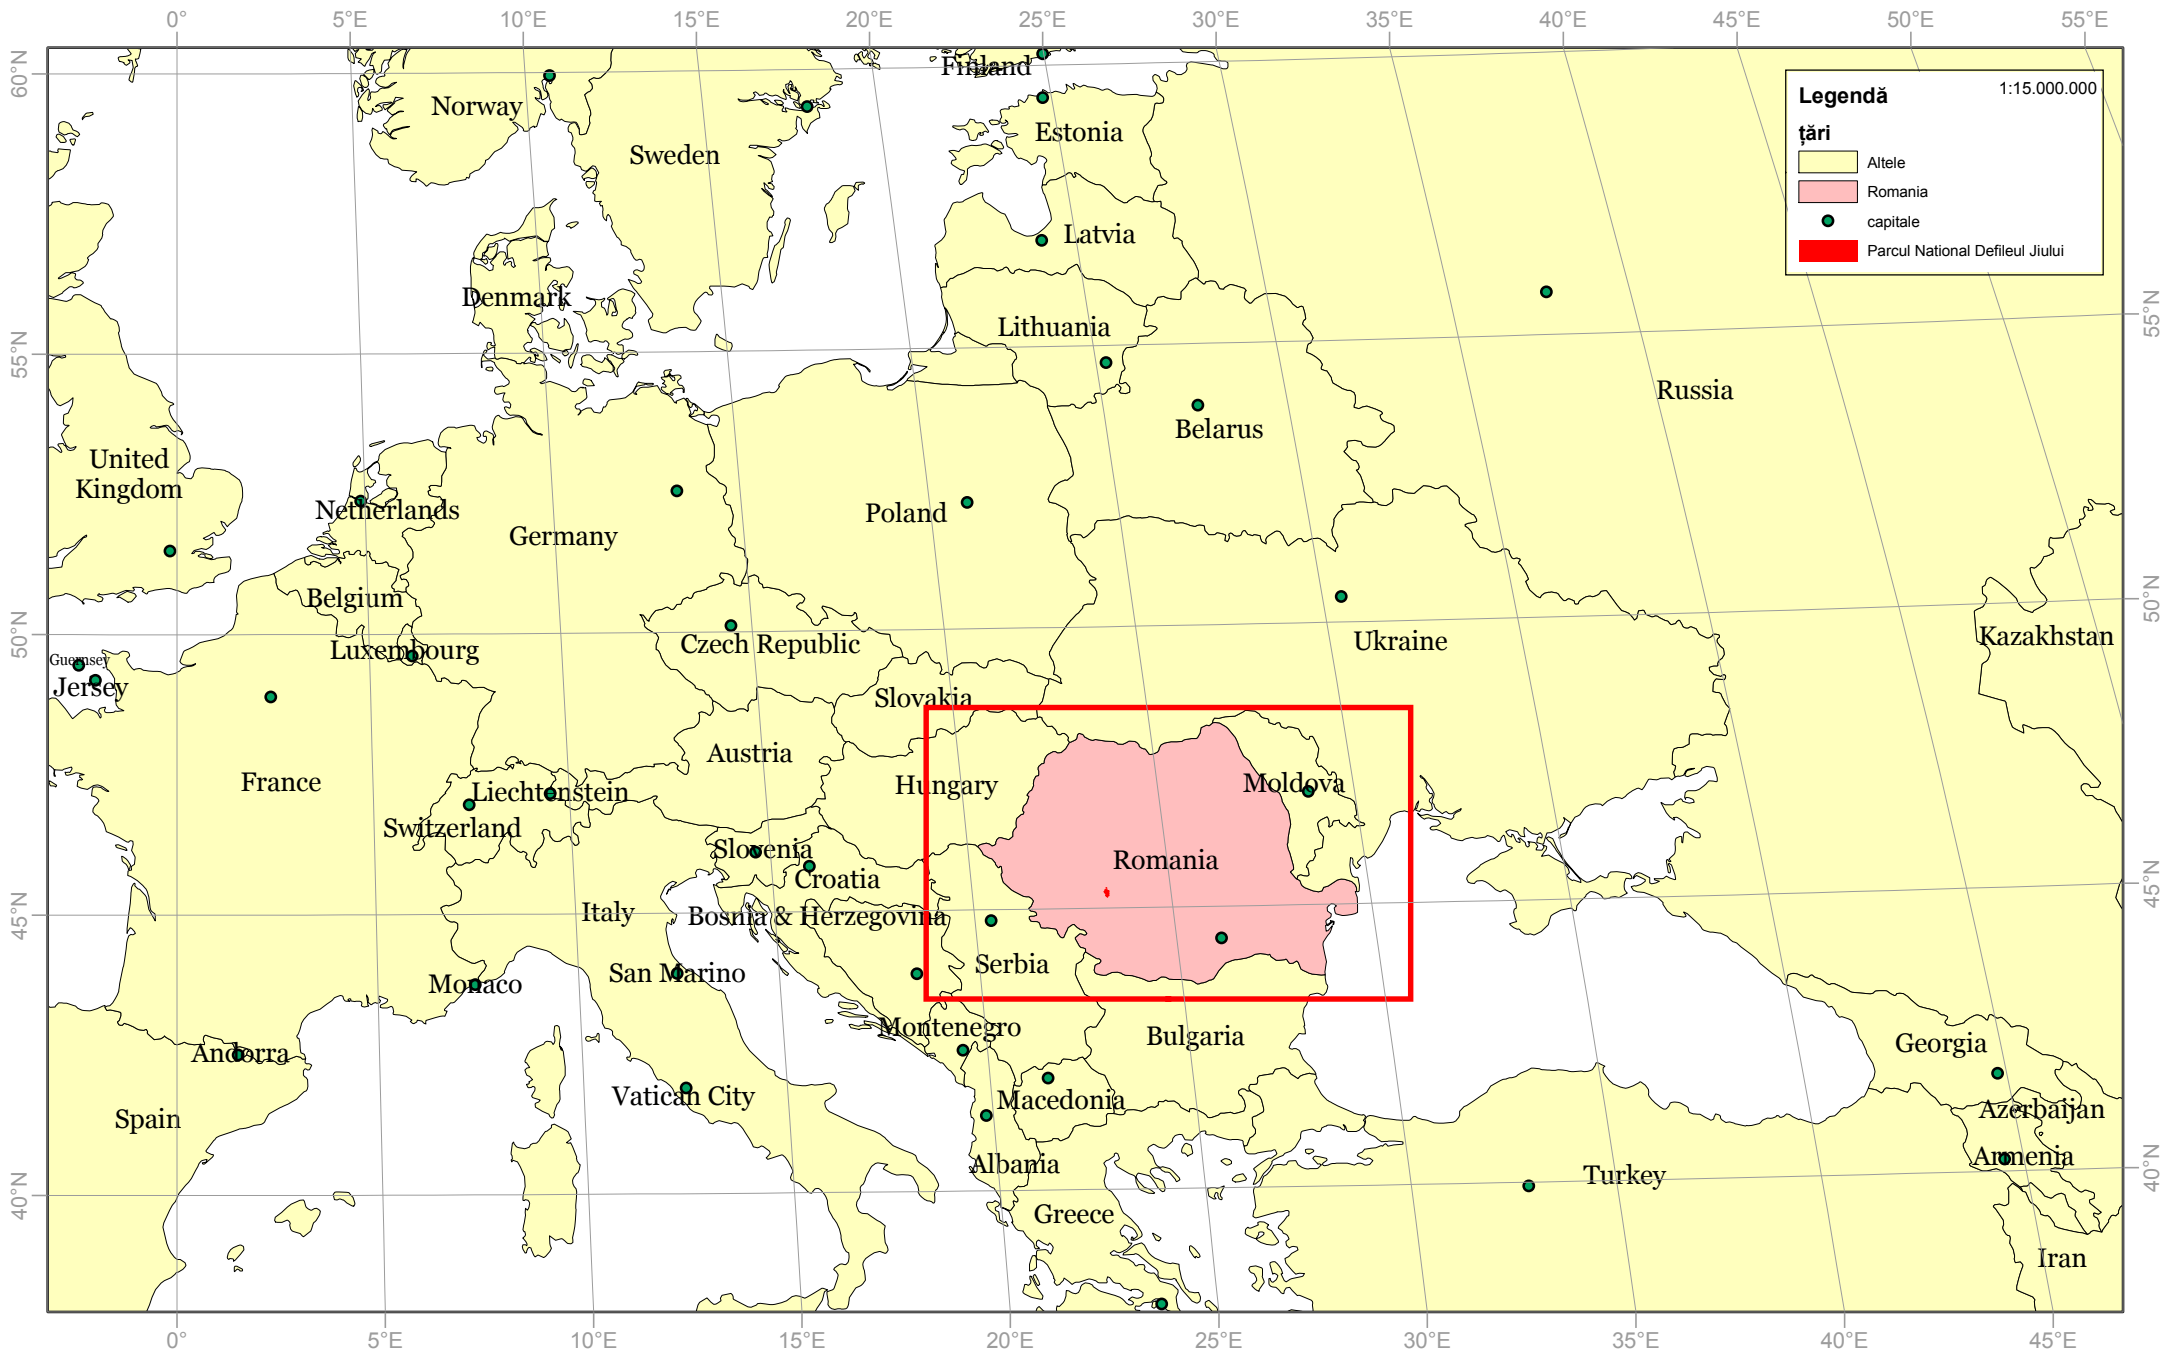 0°
5°E
10°E
15°E
20°E
25°E
30°E
35°E
40°E
45°E
50°E
55°E
60°N
55°N
50°N
45°N
40°N
Legendă
1:15.000.000
țări
Altele
Romania
capitale
Parcul National Defileul Jiului
Finland
Norway
Estonia
Sweden
Latvia
Denmark
Lithuania
Russia
Belarus
United
Kingdom
Netherlands
Poland
Germany
Belgium
Ukraine
Kazakhstan
Czech Republic
Luxembourg
Guernsey
Jersey
Slovakia
Austria
France
Hungary
Moldova
Liechtenstein
Switzerland
Slovenia
Romania
Croatia
Italy
Bosnia & Herzegovina
Serbia
San Marino
Monaco
Montenegro
Bulgaria
Georgia
Andorra
Vatican City
Macedonia
Azerbaijan
Spain
Armenia
Albania
Turkey
Greece
Iran
55°N
50°N
45°N
40°N
0°
5°E
10°E
15°E
20°E
25°E
30°E
35°E
40°E
45°E